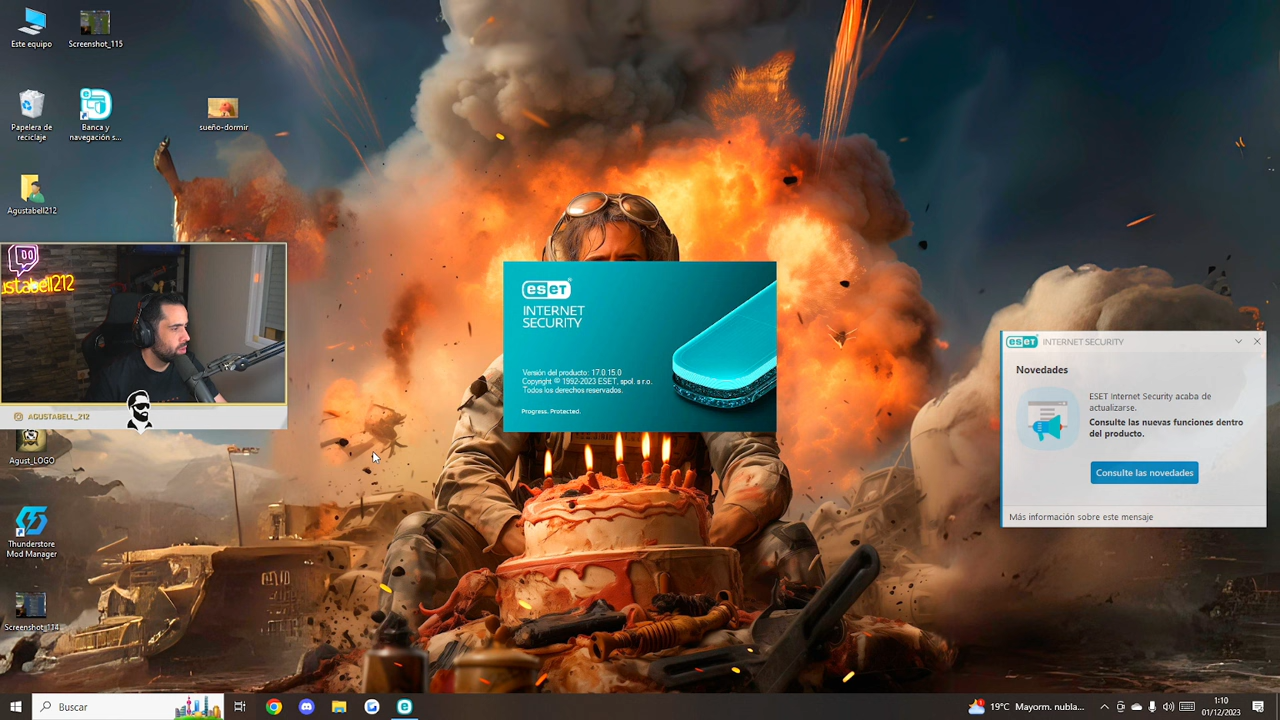 Este equipo
Screenshot_115
Papelera de
reciclaje
Banca y
navegación s...
sueño-dormir
Agustabell212
ustabell212
AGUSTABELL_212
Agust_LOGO
Thunderstore
Mod Manager
Screenshot_114
eseT
INTERNET
SECURITY
Versión del producto: 17.0.15.0
Copyright © 1992-2023 ESET, spol. s r.o.
Todos los derechos reservados.
Progress. Protected.
eseT INTERNET SECURITY
Novedades
ESET Internet Security acaba de
actualizarse.
Consulte las nuevas funciones dentro
del producto.
Consulte las novedades
Más información sobre este mensaje
Buscar
19°C Mayorm. nubla...
1:10
01/12/2023